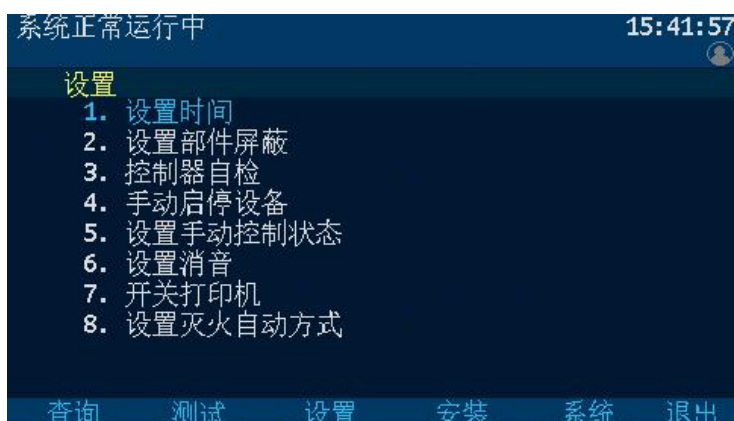 系统正常运行中 15:41:57
设置
1. 设置时间
2. 设置部件屏蔽
3. 控制器自检
4. 手动启停设备
5. 设置手动控制状态
6. 设置消音
7. 开关打印机
8. 设置灭火自动方式
查询 测试 设置 安装 系统 退出